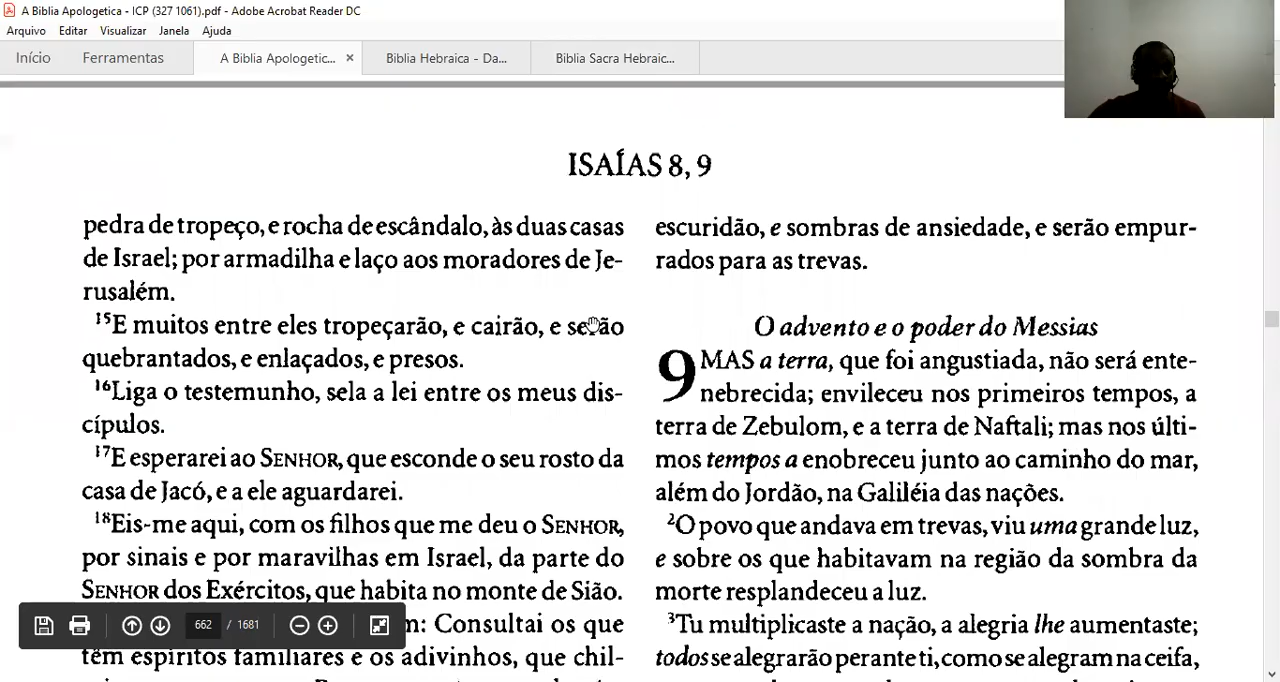 A Biblia Apologetica - ICP (327 1061).pdf - Adobe Acrobat Reader DC
Arquivo Editar Visualizar Janela Ajuda
Início Ferramentas A Biblia Apologetic... × Biblia Hebraica - Da... Biblia Sacra Hebraic...
ISAÍAS 8, 9
pedra de tropeço, e rocha de escândalo, às duas casas
de Israel; por armadilha e laço aos moradores de Je-
rusalém.
15E muitos entre eles tropeçarão, e cairão, e serão
quebrantados, e enlaçados, e presos.
16Liga o testemunho, sela a lei entre os meus dis-
cípulos.
17E esperarei ao SENHOR, que esconde o seu rosto da
casa de Jacó, e a ele aguardarei.
18Eis-me aqui, com os filhos que me deu o SENHOR,
por sinais e por maravilhas em Israel, da parte do
SENHOR dos Exércitos, que habita no monte de Sião.
m: Consultai os que
têm espíritos familiares e os adivinhos, que chil-
escuridão, e sombras de ansiedade, e serão empur-
rados para as trevas.
O advento e o poder do Messias
9 MAS a terra, que foi angustiada, não será ente-
nebrecida; envileceu nos primeiros tempos, a
terra de Zebulom, e a terra de Naftali; mas nos últi-
mos tempos a enobreceu junto ao caminho do mar,
além do Jordão, na Galiléia das nações.
2O povo que andava em trevas, viu uma grande luz,
e sobre os que habitavam na região da sombra da
morte resplandeceu a luz.
3Tu multiplicaste a nação, a alegria lhe aumentaste;
todos se alegrarão perante ti, como se alegram na ceifa,
662 / 1681